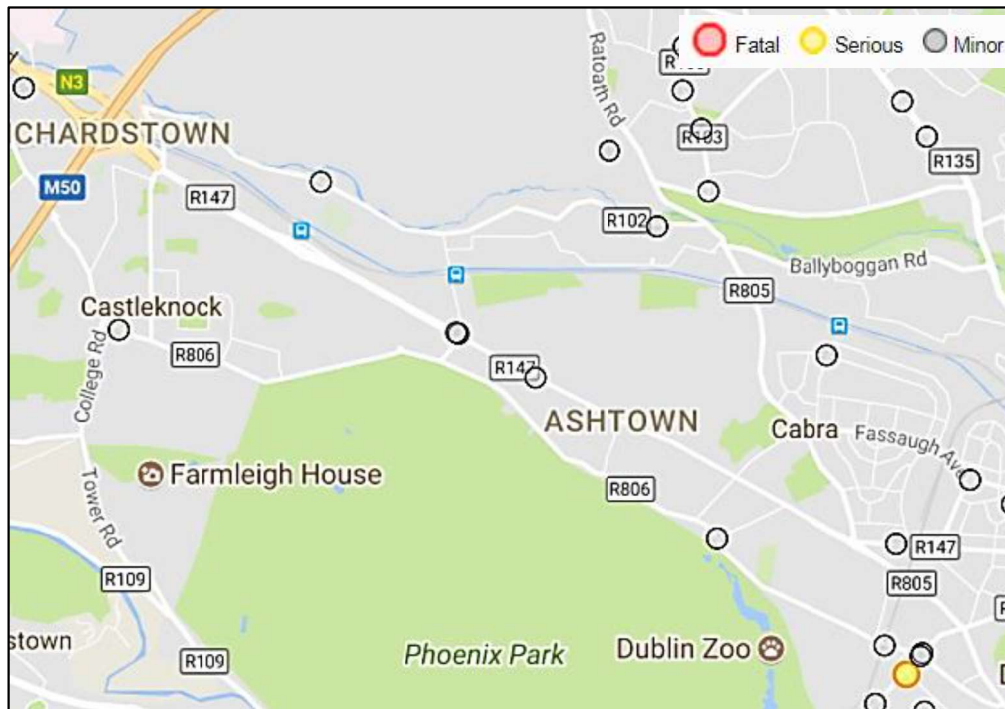 Fatal Serious Minor
N3
CHARDSTOWN
M50
R147
Ratoath Rd
R103
R135
R102
Ballyboggan Rd
R805
Castleknock
R806
College Rd
R147
ASHTOWN
Cabra
Fassaugh Ave
Farmleigh House
R806
Tower Rd
R147
R109
R805
stown
R109
Phoenix Park
Dublin Zoo